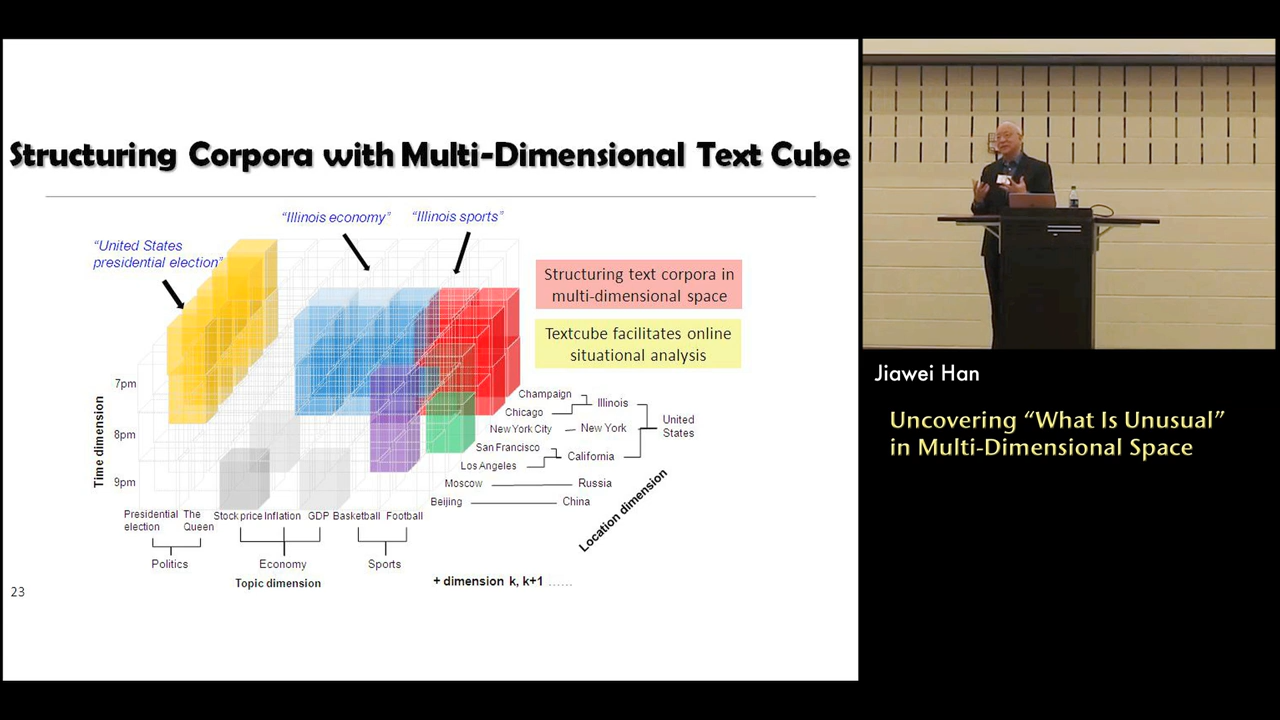 Structuring Corpora with Multi-Dimensional Text Cube
“Illinois economy”
“Illinois sports”
“United States
presidential election”
Structuring text corpora in
multi-dimensional space
Textcube facilitates online
situational analysis
Time dimension
7pm
8pm
9pm
Champaign
Chicago
Illinois
New York City
New York
United
States
San Francisco
Los Angeles
California
Moscow
Russia
Beijing
China
Location dimension
Presidential
election
The
Queen
Stock price
Inflation
GDP
Basketball
Football
Politics
Economy
Sports
Topic dimension
+ dimension k, k+1 ......
23
Jiawei Han
Uncovering “What Is Unusual”
in Multi-Dimensional Space